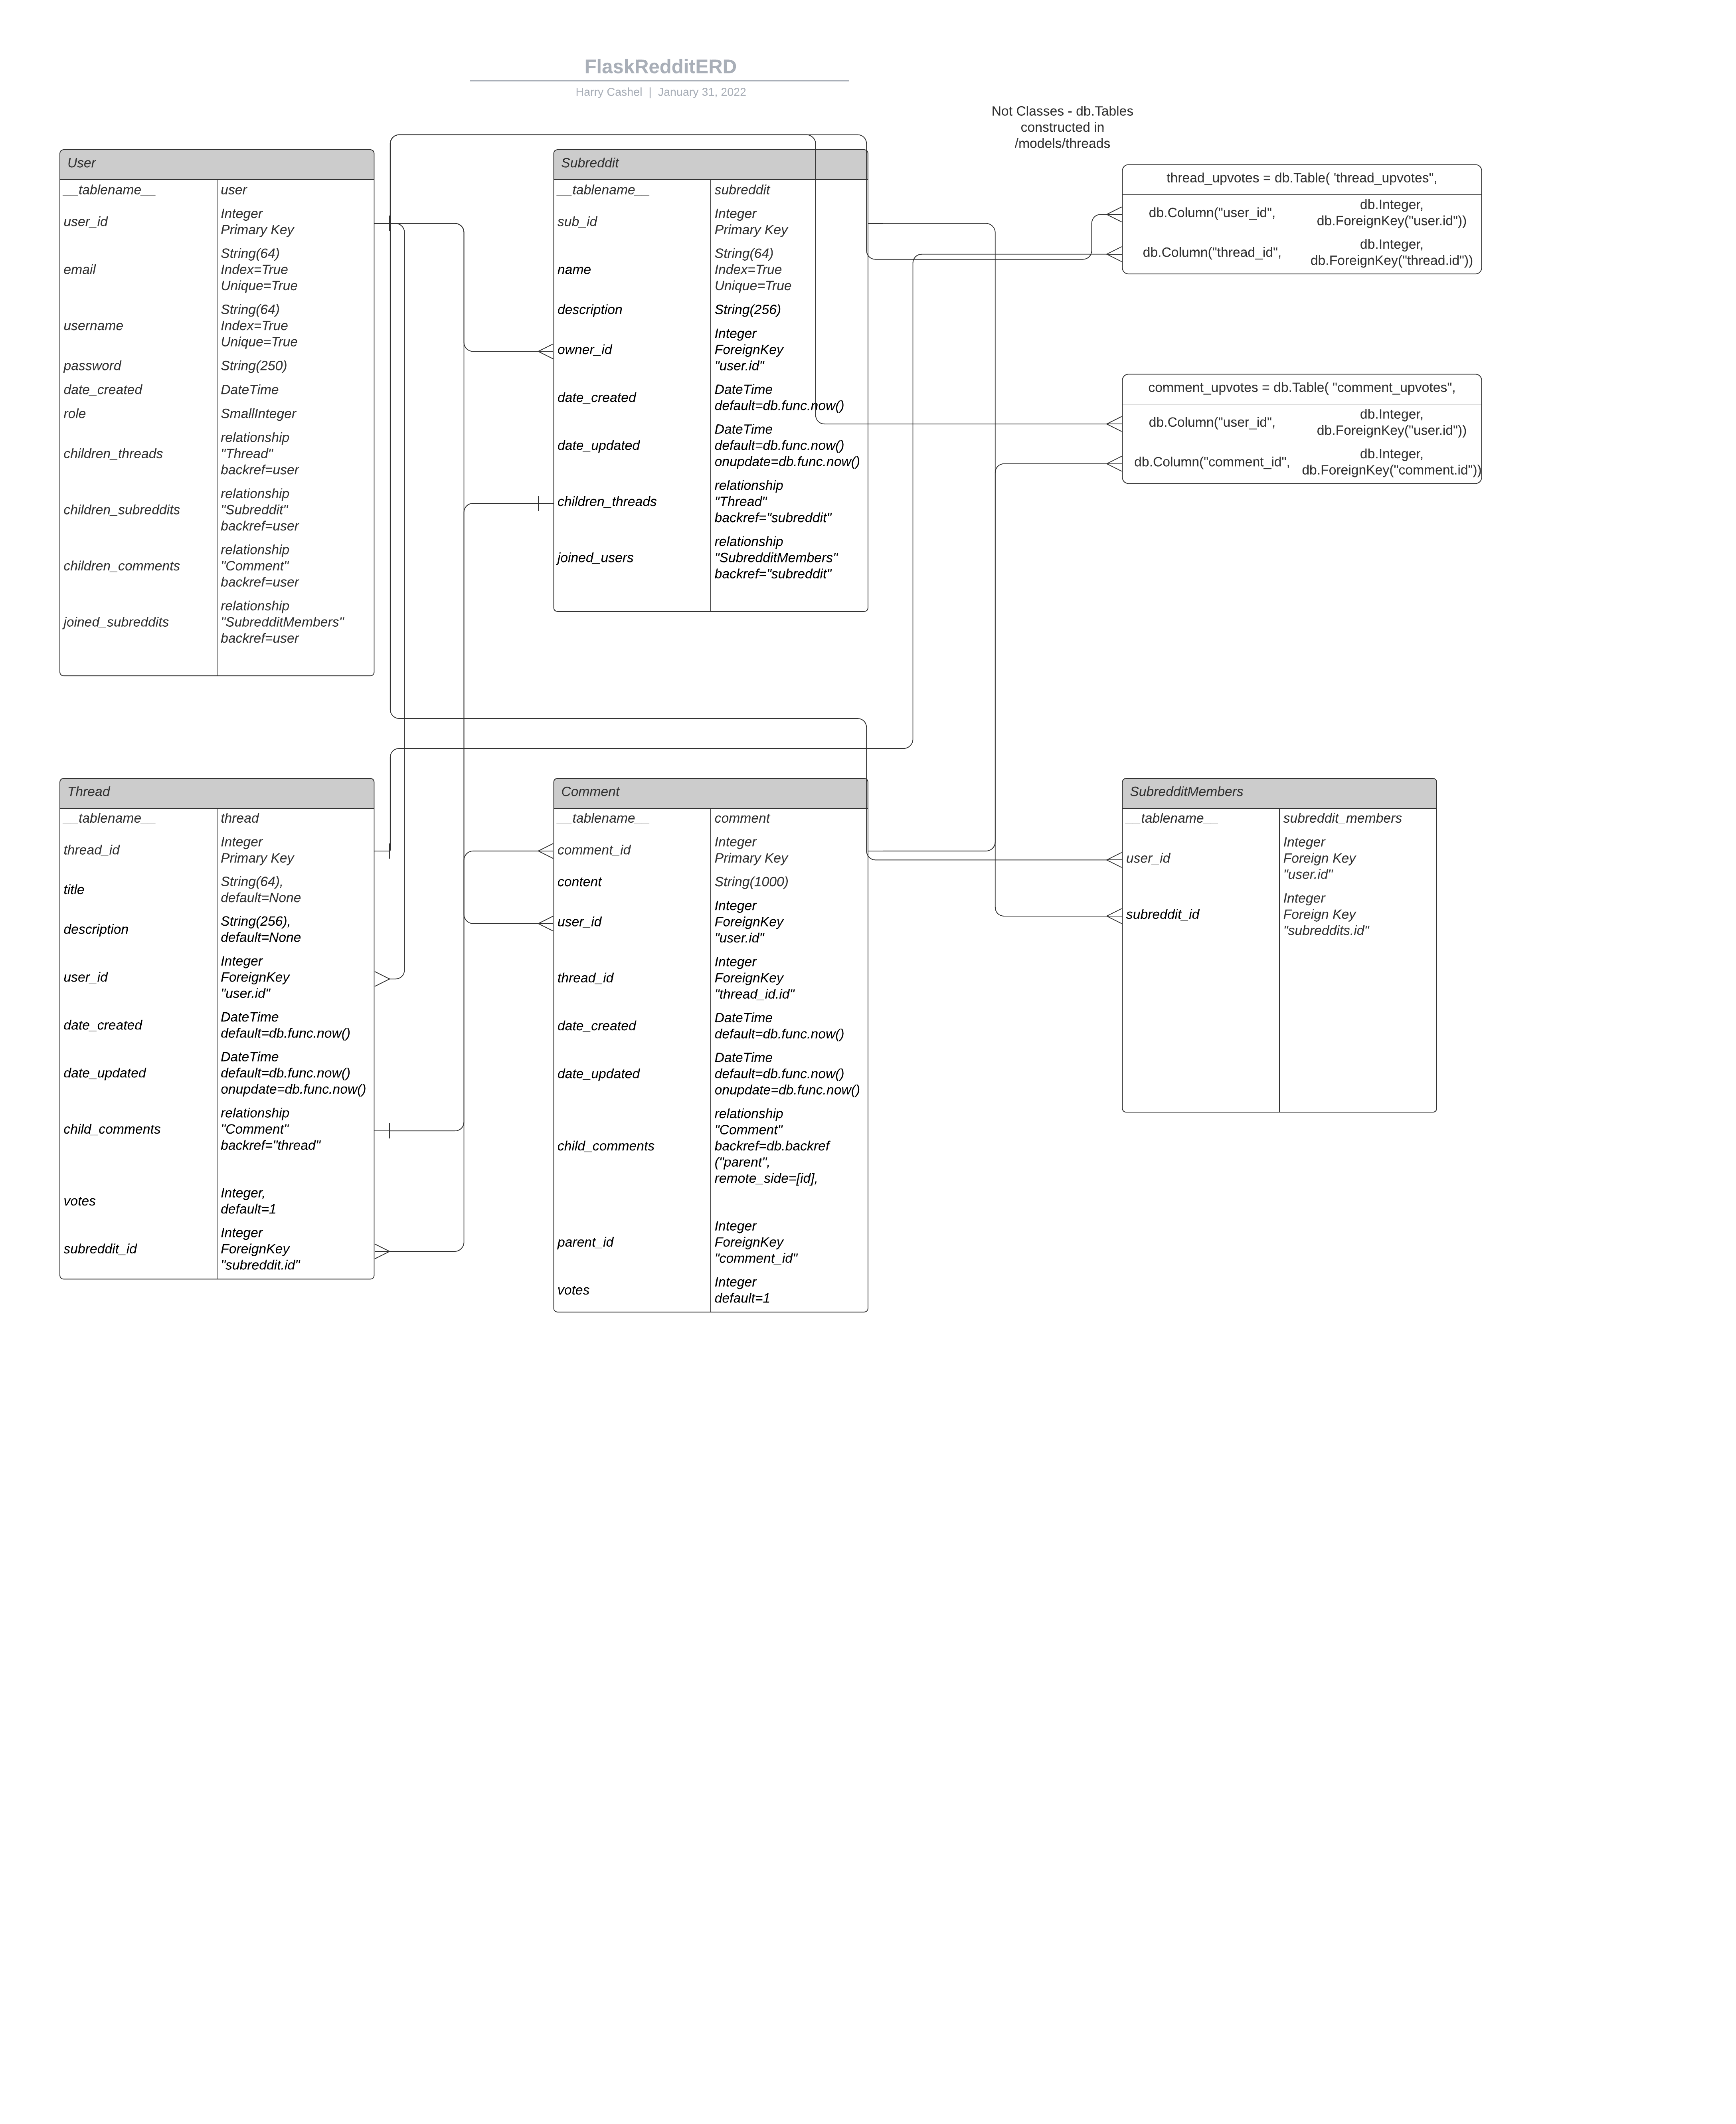 FlaskRedditERD
Harry Cashel | January 31, 2022
Not Classes - db.Tables
constructed in
/models/threads
User
__tablename__ user
user_id
Integer
Primary Key
email
String(64)
Index=True
Unique=True
username
String(64)
Index=True
Unique=True
password String(250)
date_created DateTime
role SmallInteger
children_threads
relationship
"Thread"
backref=user
children_subreddits
relationship
"Subreddit"
backref=user
children_comments
relationship
"Comment"
backref=user
joined_subreddits
relationship
"SubredditMembers"
backref=user
Subreddit
__tablename__ subreddit
sub_id
Integer
Primary Key
name
String(64)
Index=True
Unique=True
description String(256)
owner_id
Integer
ForeignKey
"user.id"
date_created
DateTime
default=db.func.now()
date_updated
DateTime
default=db.func.now()
onupdate=db.func.now()
children_threads
relationship
"Thread"
backref="subreddit"
joined_users
relationship
"SubredditMembers"
backref="subreddit"
thread_upvotes = db.Table( 'thread_upvotes",
db.Column("user_id",
db.Integer,
db.ForeignKey("user.id"))
db.Column("thread_id",
db.Integer,
db.ForeignKey("thread.id"))
comment_upvotes = db.Table( "comment_upvotes",
db.Column("user_id",
db.Integer,
db.ForeignKey("user.id"))
db.Column("comment_id",
db.Integer,
db.ForeignKey("comment.id"))
Thread
__tablename__ thread
thread_id
Integer
Primary Key
title
String(64),
default=None
description
String(256),
default=None
user_id
Integer
ForeignKey
"user.id"
date_created
DateTime
default=db.func.now()
date_updated
DateTime
default=db.func.now()
onupdate=db.func.now()
child_comments
relationship
"Comment"
backref="thread"
votes
Integer,
default=1
subreddit_id
Integer
ForeignKey
"subreddit.id"
Comment
__tablename__ comment
comment_id
Integer
Primary Key
content String(1000)
user_id
Integer
ForeignKey
"user.id"
thread_id
Integer
ForeignKey
"thread_id.id"
date_created
DateTime
default=db.func.now()
date_updated
DateTime
default=db.func.now()
onupdate=db.func.now()
child_comments
relationship
"Comment"
backref=db.backref
("parent",
remote_side=[id],
parent_id
Integer
ForeignKey
"comment_id"
votes
Integer
default=1
SubredditMembers
__tablename__ subreddit_members
user_id
Integer
Foreign Key
"user.id"
subreddit_id
Integer
Foreign Key
"subreddits.id"